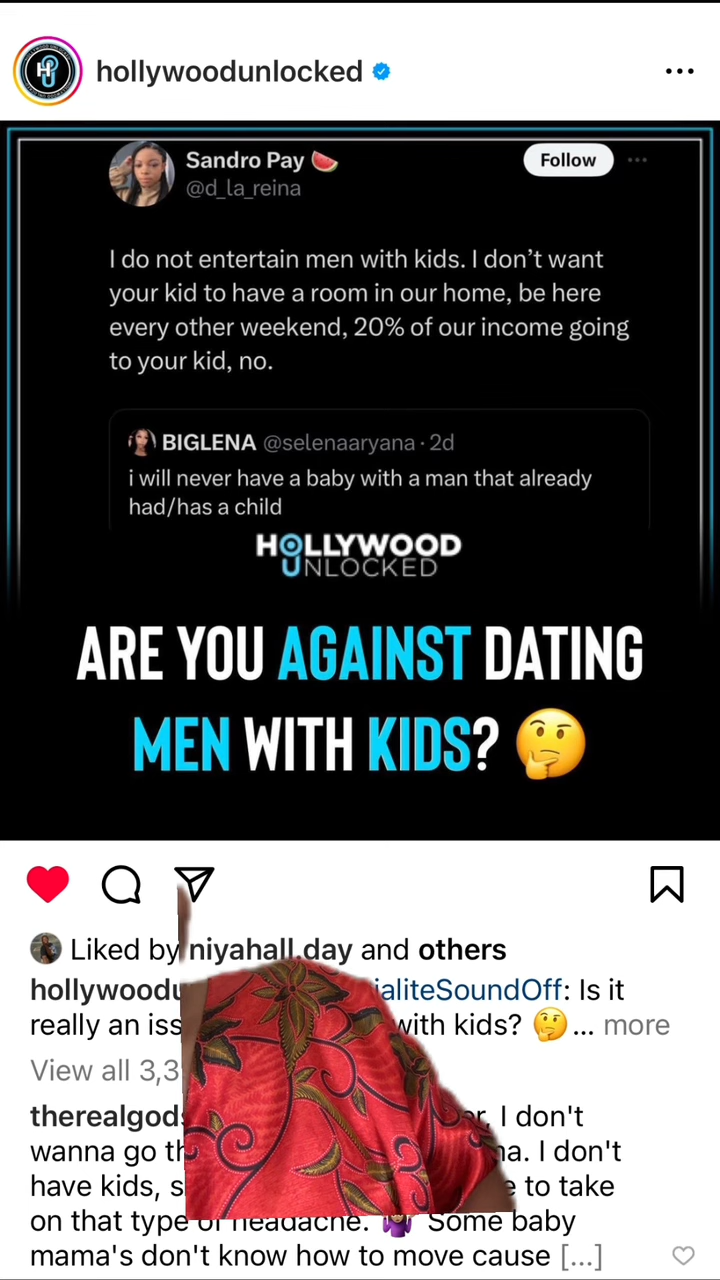 hollywoodunlocked
Sandro Pay 🍉
@d_la_reina
Follow
I do not entertain men with kids. I don’t want
your kid to have a room in our home, be here
every other weekend, 20% of our income going
to your kid, no.
BIGLENA @selenaaryana · 2d
i will never have a baby with a man that already
had/has a child
HOLLYWOOD
UNLOCKED
ARE YOU AGAINST DATING
MEN WITH KIDS? 🤔
Liked by niyahall.day and others
hollywoodu ialiteSoundOff: Is it
really an iss with kids? 🤔... more
View all 3,3
therealgod , I don't
wanna go th . I don't
have kids, s to take
on that type of headache. 🤷🏾‍♀️ Some baby
mama's don't know how to move cause [...]